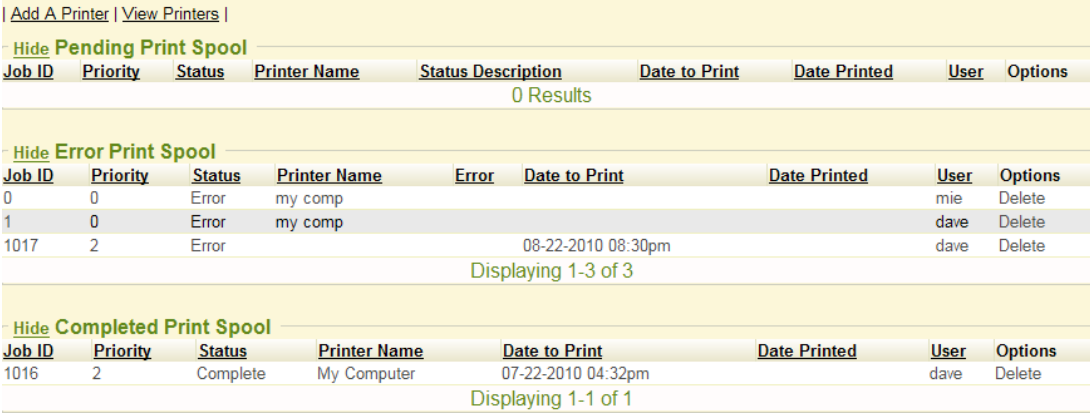 | Add A Printer | View Printers |
Hide Pending Print Spool
Job ID Priority Status Printer Name Status Description Date to Print Date Printed User Options
0 Results
Hide Error Print Spool
Job ID Priority Status Printer Name Error Date to Print Date Printed User Options
0 0 Error my comp mie Delete
1 0 Error my comp dave Delete
1017 2 Error 08-22-2010 08:30pm dave Delete
Displaying 1-3 of 3
Hide Completed Print Spool
Job ID Priority Status Printer Name Date to Print Date Printed User Options
1016 2 Complete My Computer 07-22-2010 04:32pm dave Delete
Displaying 1-1 of 1